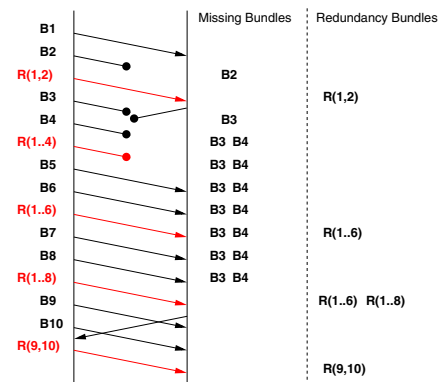 Missing Bundles Redundancy Bundles
B1
B2
R(1,2) B2
R(1,2)
B3
B4 B3
R(1..4) B3 B4
B3 B4
B5 B3 B4
B6 B3 B4
R(1..6) B3 B4 R(1..6)
B7 B3 B4
B8 B3 B4
R(1..8)
B9 R(1..6) R(1..8)
B10
R(9,10)
R(9,10)